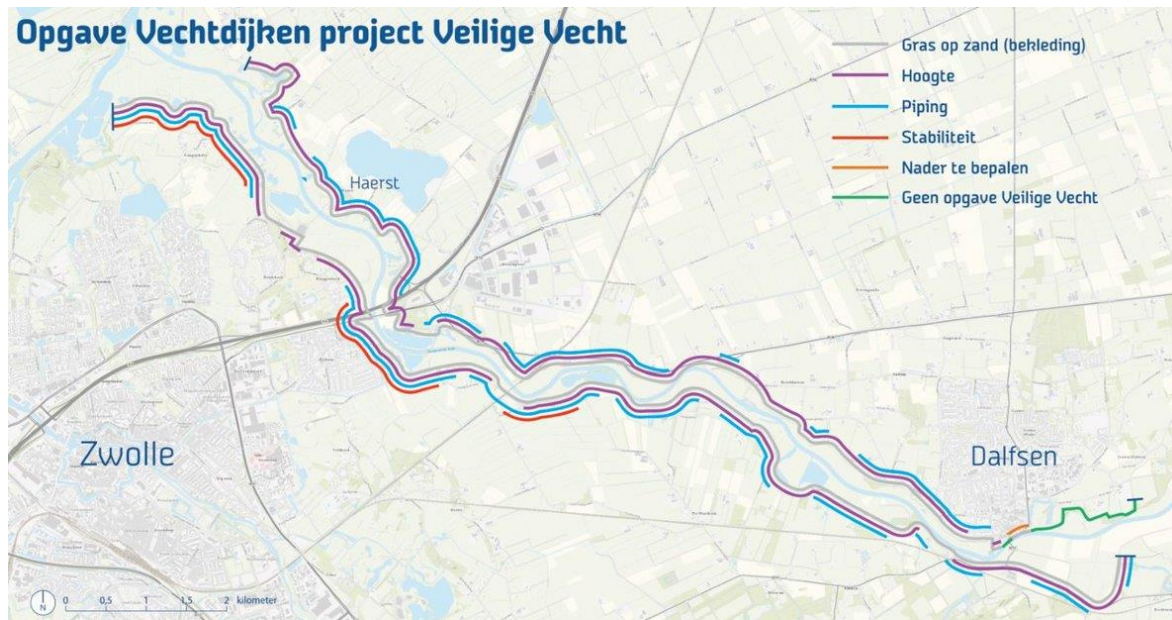 Opgave Vechtdijken project Veilige Vecht
Gras op zand (bekleding)
Hoogte
Piping
Stabiliteit
Nader te bepalen
Geen opgave Veilige Vecht
Haerst
Zwolle
Dalfsen
N
0 0,5 1 1,5 2 kilometer